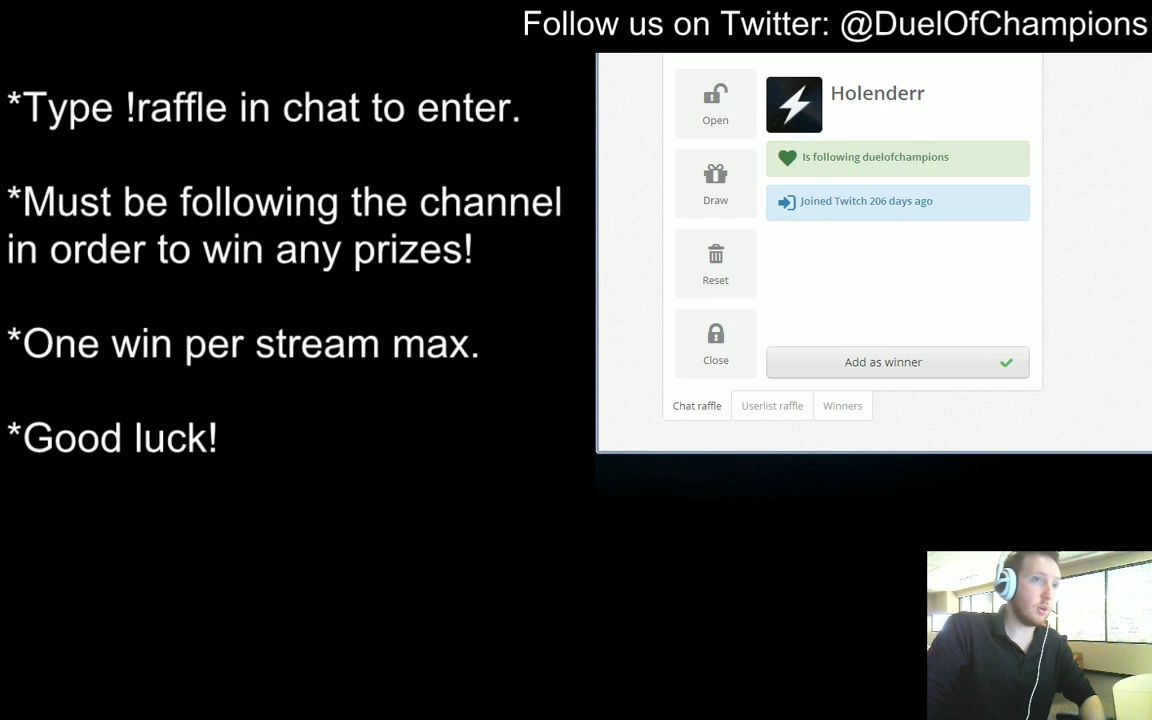 Follow us on Twitter: @DuelOfChampions
*Type !raffle in chat to enter.
*Must be following the channel
in order to win any prizes!
*One win per stream max.
*Good luck!
Open
Draw
Reset
Close
Holenderr
Is following duelofchampions
Joined Twitch 206 days ago
Add as winner
Chat raffle
Userlist raffle
Winners